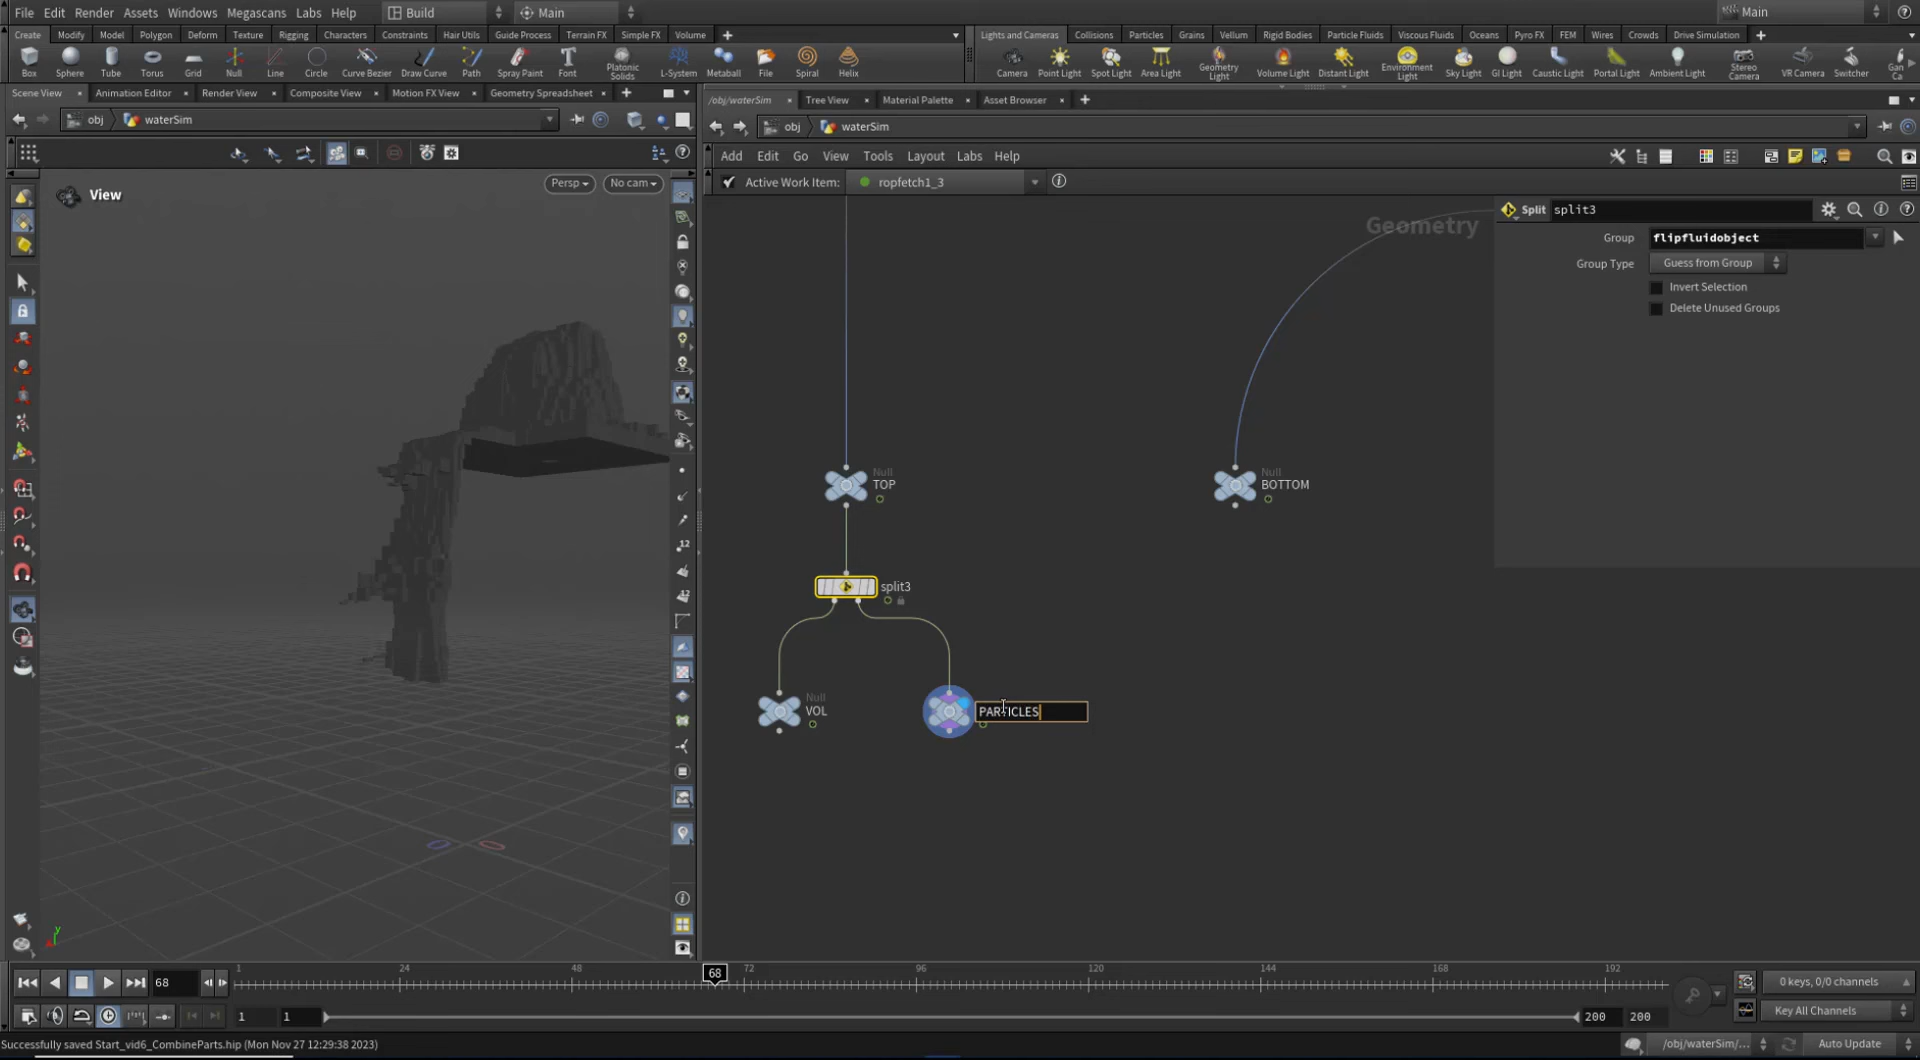 File Edit Render Assets Windows Megascans Labs Help Build Main Main
Create Modify Model Polygon Deform Texture Rigging Characters Constraints Hair Utils Guide Process Terrain FX Simple FX Volume
Lights and Cameras Collisions Particles Grains Vellum Rigid Bodies Particle Fluids Viscous Fluids Oceans Pyro FX FEM Wires Crowds Drive Simulation
Box Sphere Tube Torus Grid Null Line Circle Curve Bezier Draw Curve Path Spray Paint Font Platonic Solids L-System Metaball File Spiral Helix
Camera Point Light Spot Light Area Light Geometry Light Volume Light Distant Light Environment Light Sky Light GI Light Caustic Light Portal Light Ambient Light Stereo Camera VR Camera Switcher Gan Ca
Scene View Animation Editor Render View Composite View Motion FX View Geometry Spreadsheet
/obj/waterSim Tree View Material Palette Asset Browser
obj waterSim
obj waterSim
Add Edit Go View Tools Layout Labs Help
Active Work Item: ropfetch1_3
View
Persp No cam
Geometry
Split split3
Group flipfluidobject
Group Type Guess from Group
Invert Selection
Delete Unused Groups
Null
TOP
Null
BOTTOM
split3
Null
VOL
PARTICLES
12
12
y
68 1 24 48 68 72 96 120 144 168 192
0 keys, 0/0 channels
1 1 200 200
Key All Channels
Successfully saved Start_vid6_CombineParts.hip (Mon Nov 27 12:29:38 2023)
/obj/waterSim/... Auto Update